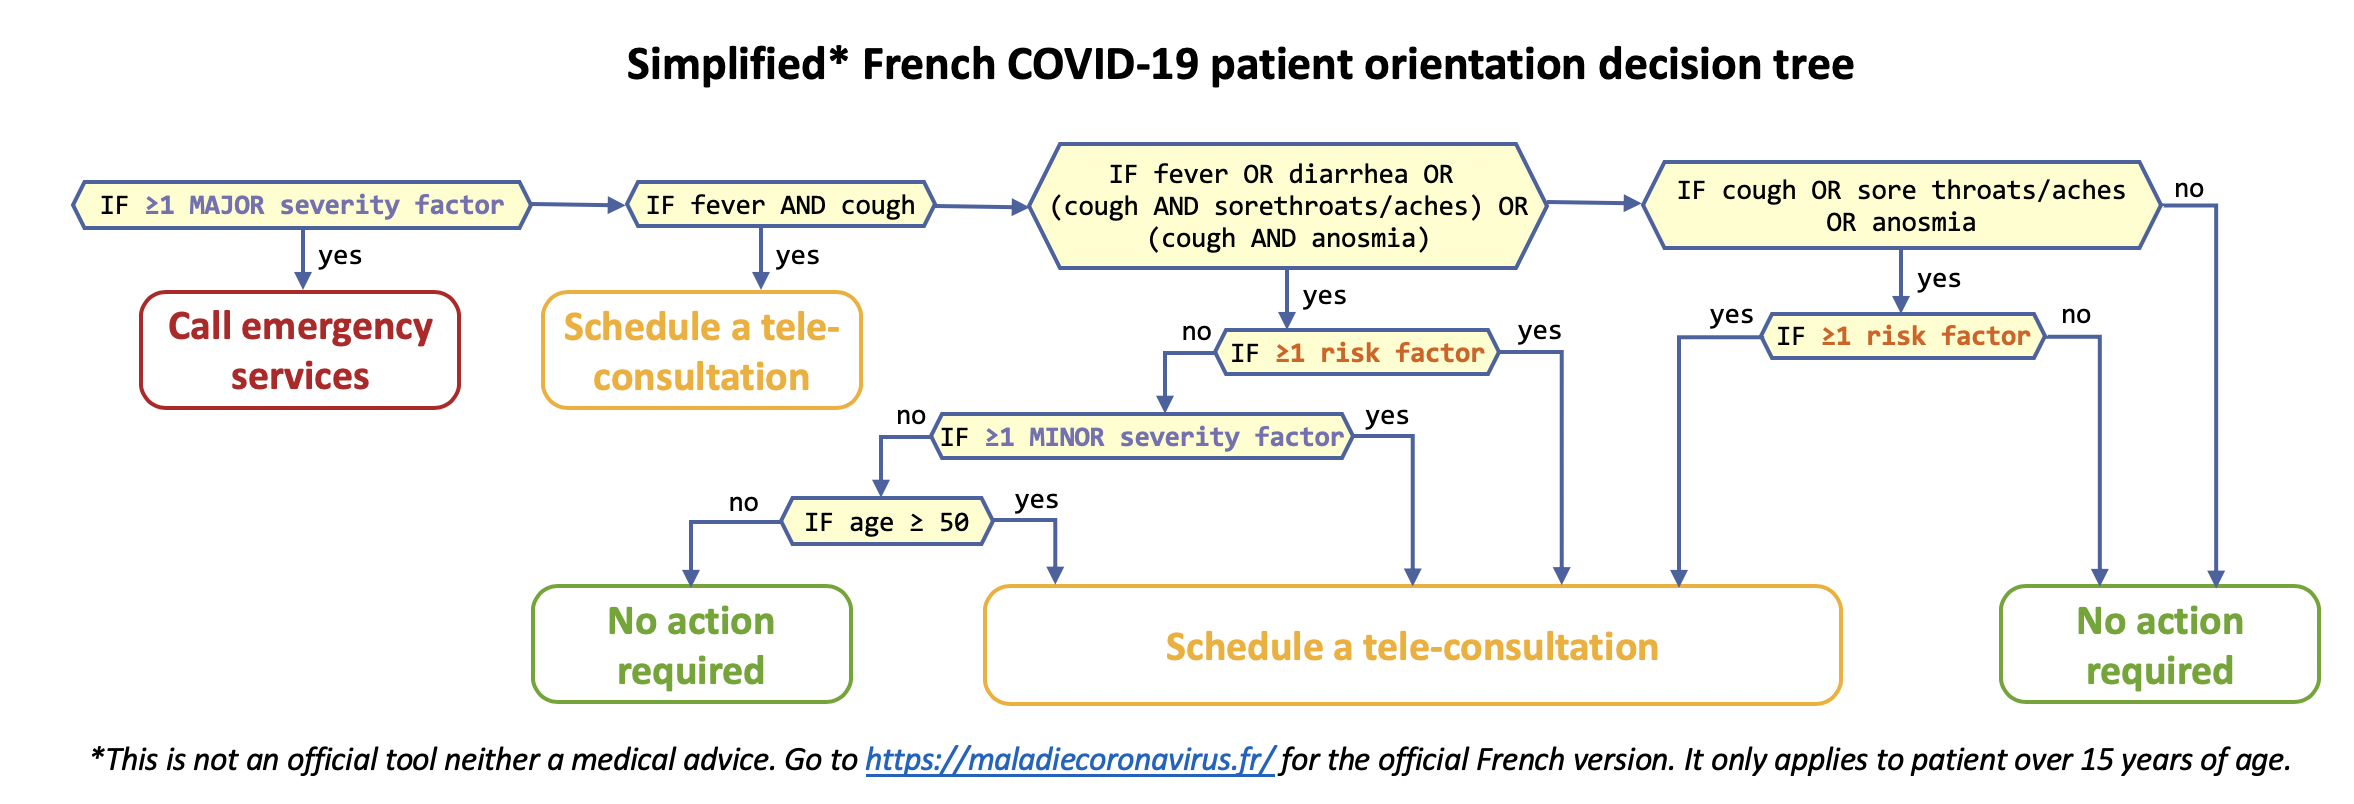 Simplified* French COVID-19 patient orientation decision tree
IF ≥1 MAJOR severity factor
yes
Call emergency
services
IF fever AND cough
yes
Schedule a tele-
consultation
IF fever OR diarrhea OR
(cough AND sorethroats/aches) OR
(cough AND anosmia)
yes
IF cough OR sore throats/aches
OR anosmia
no
yes
no
IF ≥1 risk factor
yes
yes
IF ≥1 risk factor
no
no
IF ≥1 MINOR severity factor
yes
no
IF age ≥ 50
yes
No action
required
Schedule a tele-consultation
No action
required
*This is not an official tool neither a medical advice. Go to https://maladiecoronavirus.fr/ for the official French version. It only applies to patient over 15 years of age.